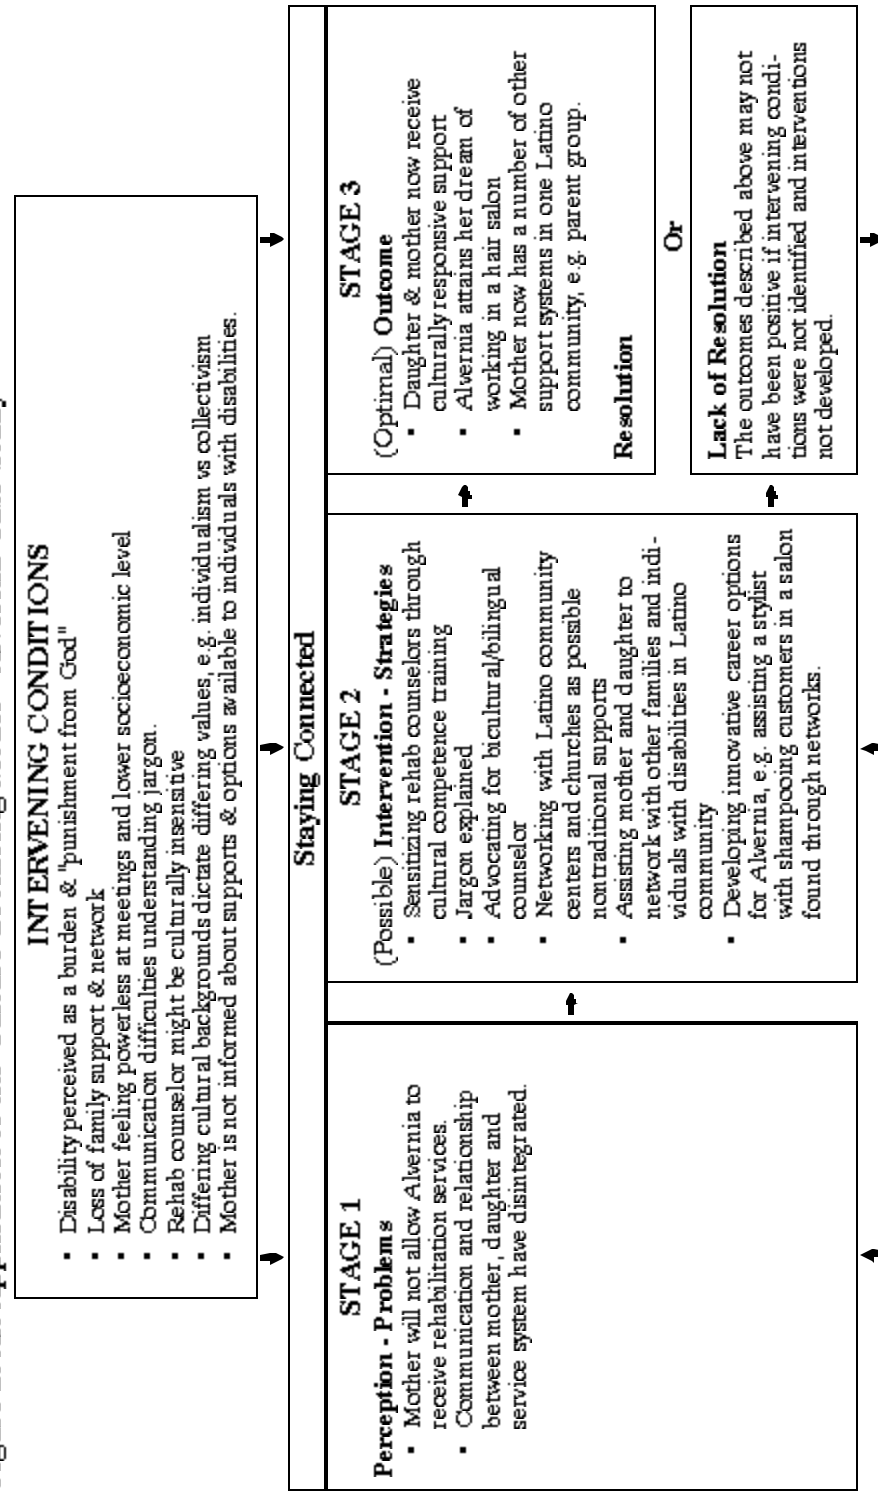 INTERVENING CONDITIONS
▪ Disability perceived as a burden & "punishment from God"
▪ Loss of family support & network
▪ Mother feeling powerless at meetings and lower socioeconomic level
▪ Communication difficulties understanding jargon.
▪ Rehab counselor might be culturally insensitive
▪ Differing cultural backgrounds dictate differing values, e.g. individualism vs collectivism
▪ Mother is not informed about supports & options available to individuals with disabilities.
Staying Connected
STAGE 1
Perception - Problems
▪ Mother will not allow Alvernia to
receive rehabilitation services.
▪ Communication and relationship
between mother, daughter and
service system have disintegrated.
STAGE 2
(Possible) Intervention - Strategies
▪ Sensitizing rehab counselors through
cultural competence training
▪ Jargon explained
▪ Advocating for bicultural/bilingual
counselor
▪ Networking with Latino community
centers and churches as possible
nontraditional supports
▪ Assisting mother and daughter to
network with other families and indi-
viduals with disabilities in Latino
community
▪ Developing innovative career options
for Alvernia, e.g. assisting a stylist
with shampooing customers in a salon
found through networks.
STAGE 3
(Optimal) Outcome
▪ Daughter & mother now receive
culturally responsive support
▪ Alvernia attains her dream of
working in a hair salon
▪ Mother now has a number of other
support systems in one Latino
community, e.g. parent group.
Resolution
Or
Lack of Resolution
The outcomes described above may not
have been positive if intervening condi-
tions were not identified and interventions
not developed.